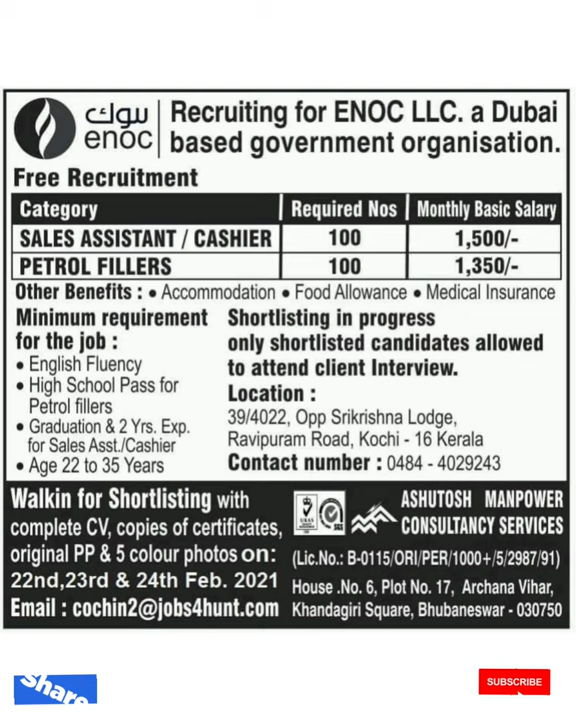 بينوك
enoc
Recruiting for ENOC LLC. a Dubai
based government organisation.
Free Recruitment
Category Required Nos Monthly Basic Salary
SALES ASSISTANT / CASHIER 100 1,500/-
PETROL FILLERS 100 1,350/-
Other Benefits : • Accommodation • Food Allowance • Medical Insurance
Minimum requirement
for the job :
• English Fluency
• High School Pass for
Petrol fillers
• Graduation & 2 Yrs. Exp.
for Sales Asst./Cashier
• Age 22 to 35 Years
Shortlisting in progress
only shortlisted candidates allowed
to attend client Interview.
Location :
39/4022, Opp Srikrishna Lodge,
Ravipuram Road, Kochi - 16 Kerala
Contact number : 0484 - 4029243
Walkin for Shortlisting with
complete CV, copies of certificates,
original PP & 5 colour photos on:
22nd,23rd & 24th Feb. 2021
Email : cochin2@jobs4hunt.com
UKAS
SGS
ASHUTOSH MANPOWER
CONSULTANCY SERVICES
(Lic.No.: B-0115/ORI/PER/1000+/5/2987/91)
House .No. 6, Plot No. 17, Archana Vihar,
Khandagiri Square, Bhubaneswar - 030750
Share
SUBSCRIBE